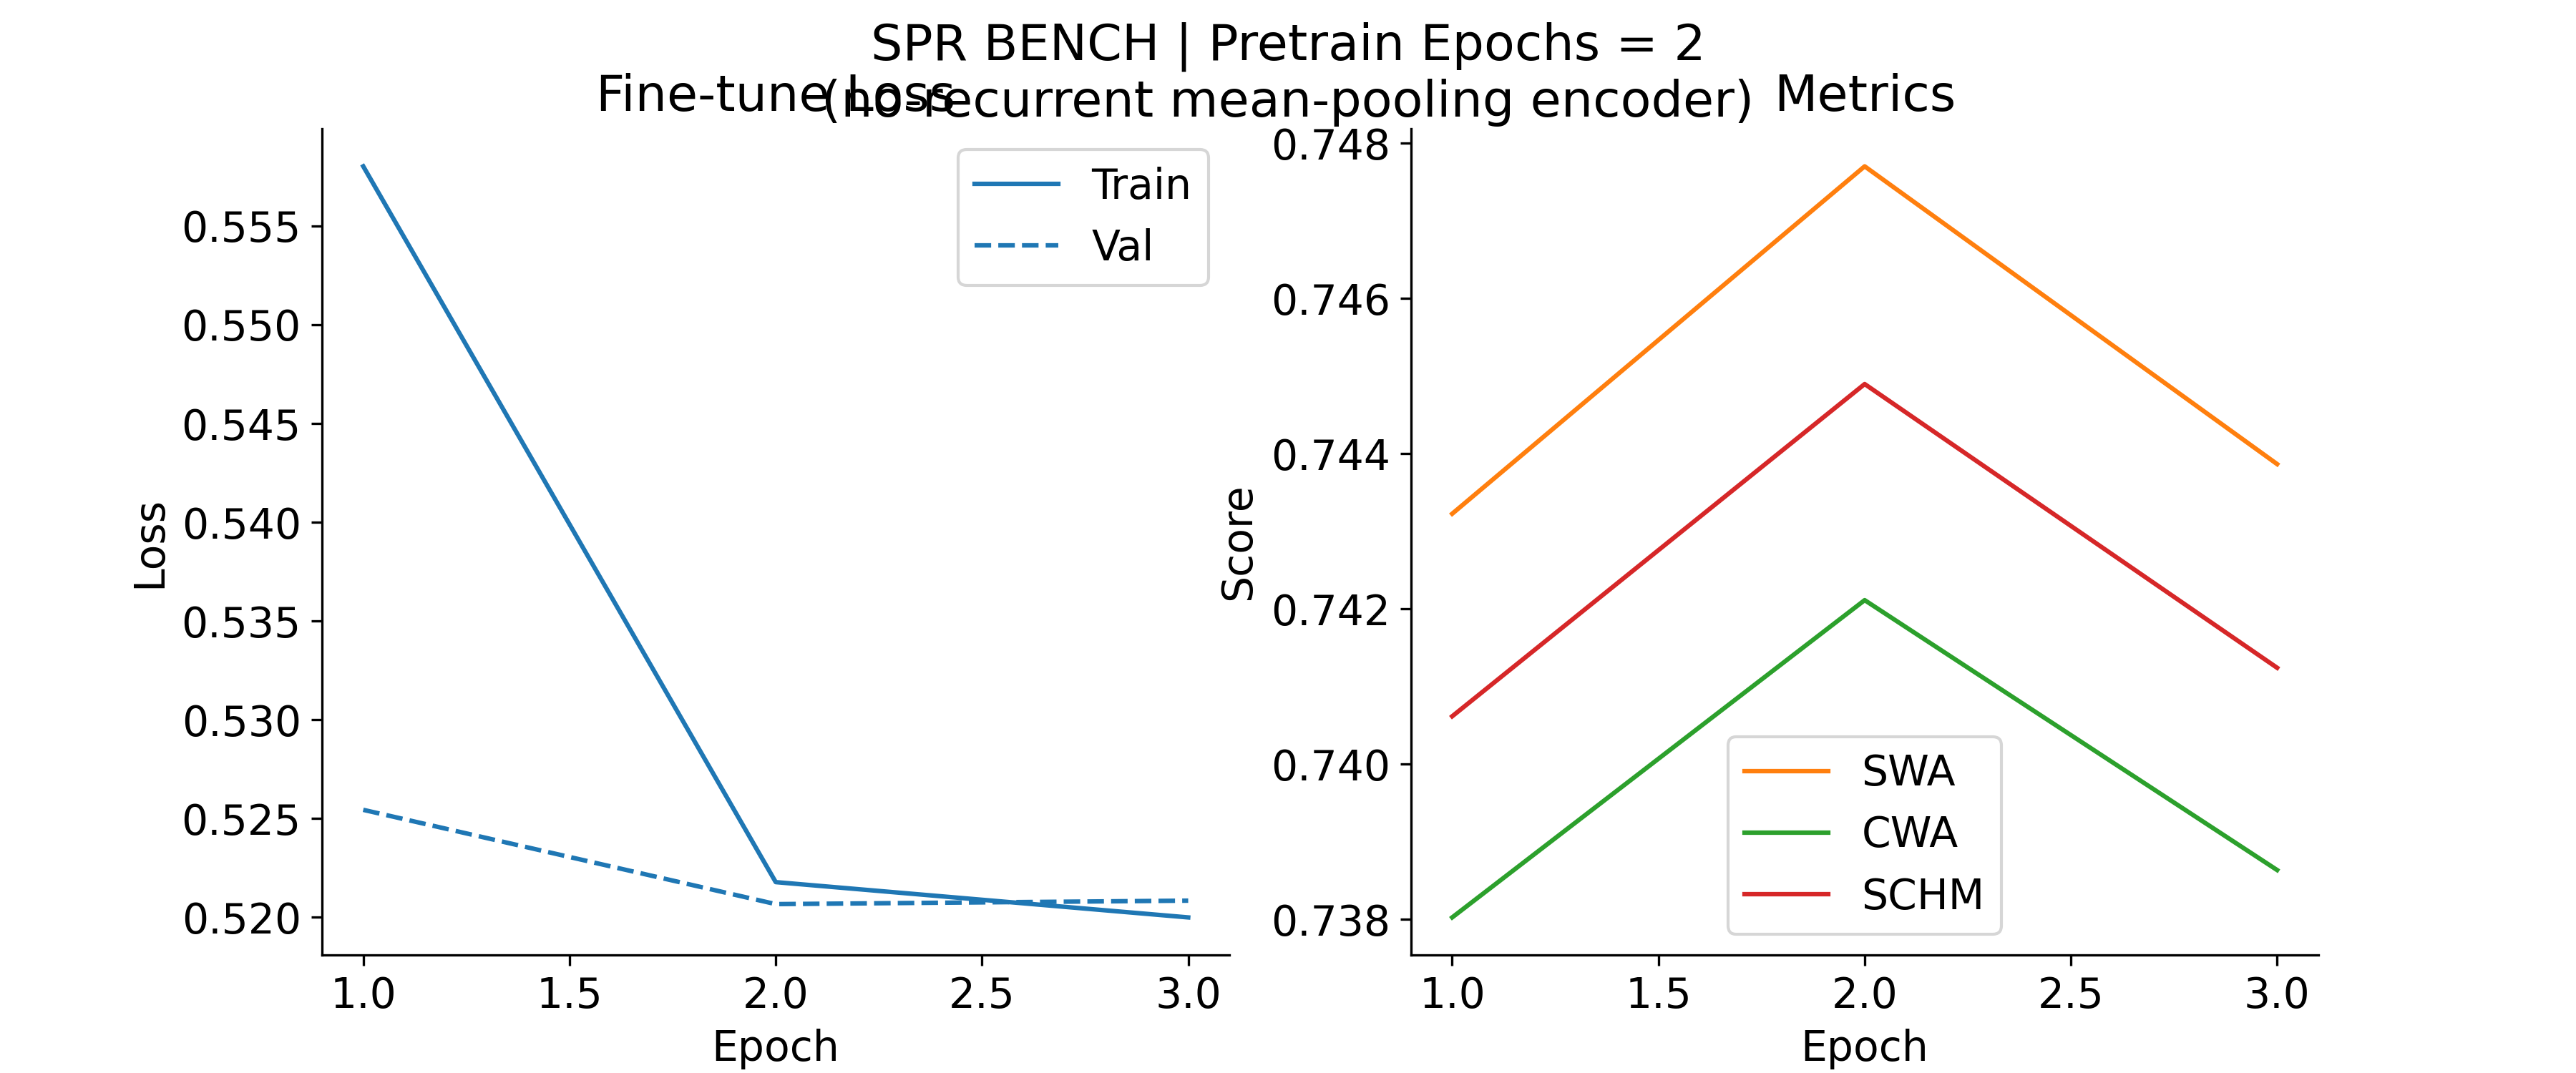 SPR BENCH | Pretrain Epochs = 2
(no-recurrent mean-pooling encoder)
Fine-tune Loss
Train
Val
0.555
0.550
0.545
0.540
0.535
0.530
0.525
0.520
Loss
1.0 1.5 2.0 2.5 3.0
Epoch
Metrics
0.748
0.746
0.744
0.742
0.740
0.738
Score
SWA
CWA
SCHM
1.0 1.5 2.0 2.5 3.0
Epoch